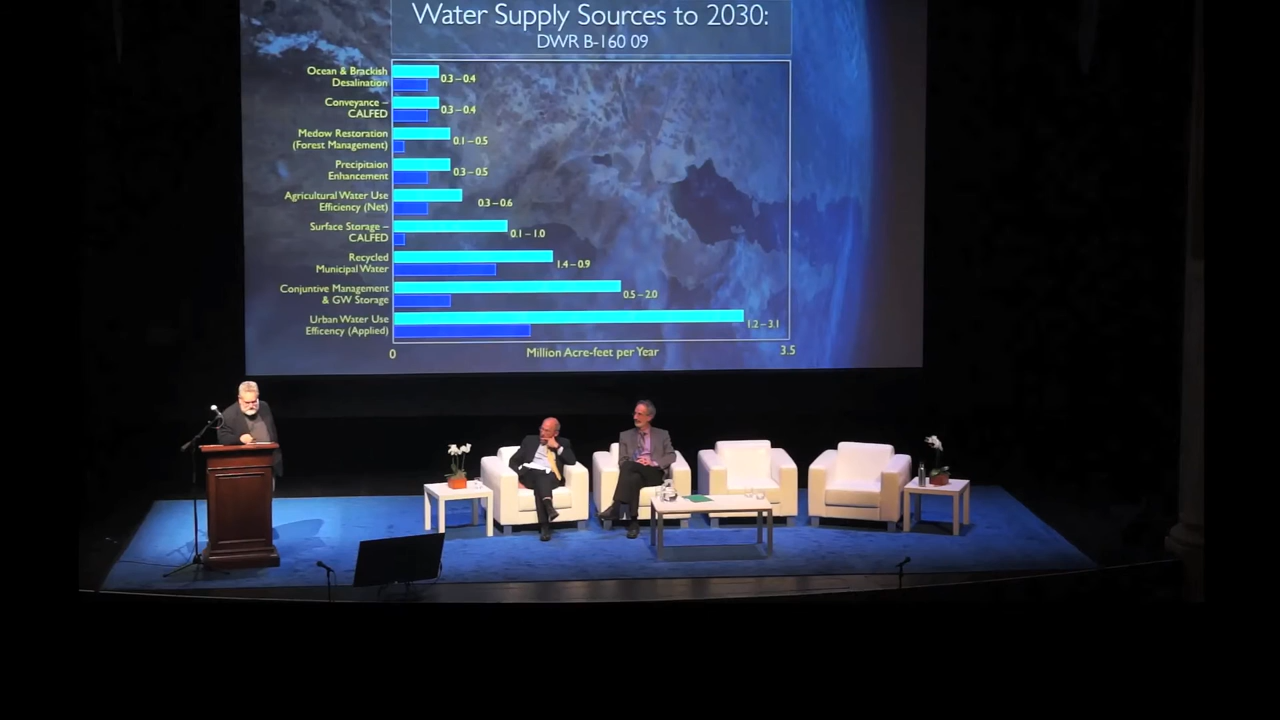 Water Supply Sources to 2030:
DWR B-160 09
Ocean & Brackish
Desalination
0.3 – 0.4
Conveyance –
CALFED
0.3 – 0.4
Medow Restoration
(Forest Management)
0.1 – 0.5
Precipitaion
Enhancement
0.3 – 0.5
Agricultural Water Use
Efficiency (Net)
0.3 – 0.6
Surface Storage –
CALFED
0.1 – 1.0
Recycled
Municipal Water
1.4 – 0.9
Conjuntive Management
& GW Storage
0.5 – 2.0
Urban Water Use
Efficency (Applied)
1.2 – 3.1
0 Million Acre-feet per Year 3.5